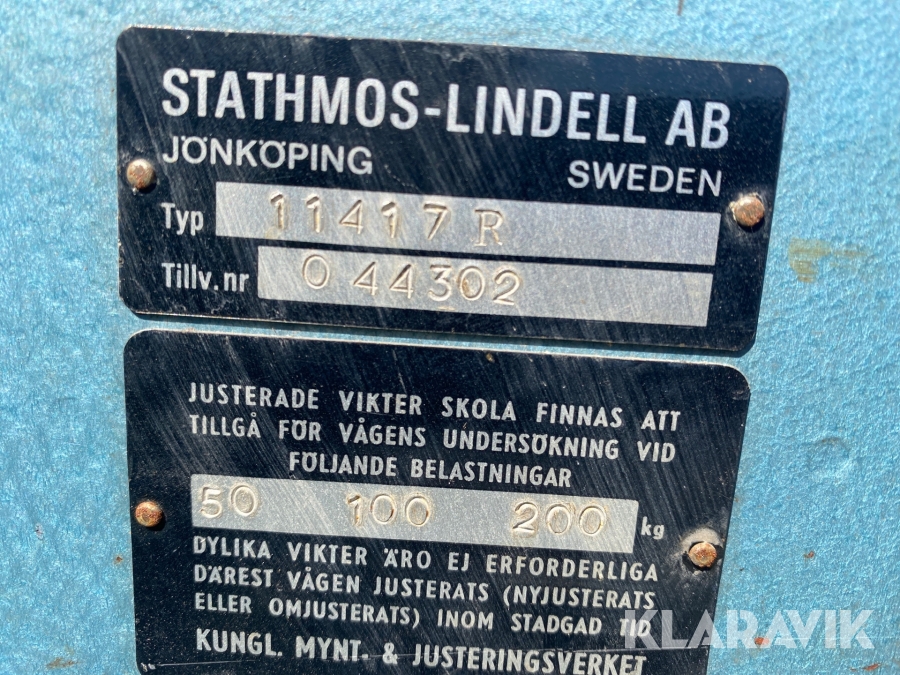 STATHMOS-LINDELL AB
JÖNKÖPING SWEDEN
Typ 11417 R
Tillv.nr 0 44302
JUSTERADE VIKTER SKOLA FINNAS ATT
TILLGÅ FÖR VÅGENS UNDERSÖKNING VID
FÖLJANDE BELASTNINGAR
50 100 200 kg
DYLIKA VIKTER ÄRO EJ ERFORDERLIGA
DÄREST VÅGEN JUSTERATS (NYJUSTERATS
ELLER OMJUSTERATS) INOM STADGAD TID
KUNGL. MYNT. & JUSTERINGSVERKET
KLARAVIK